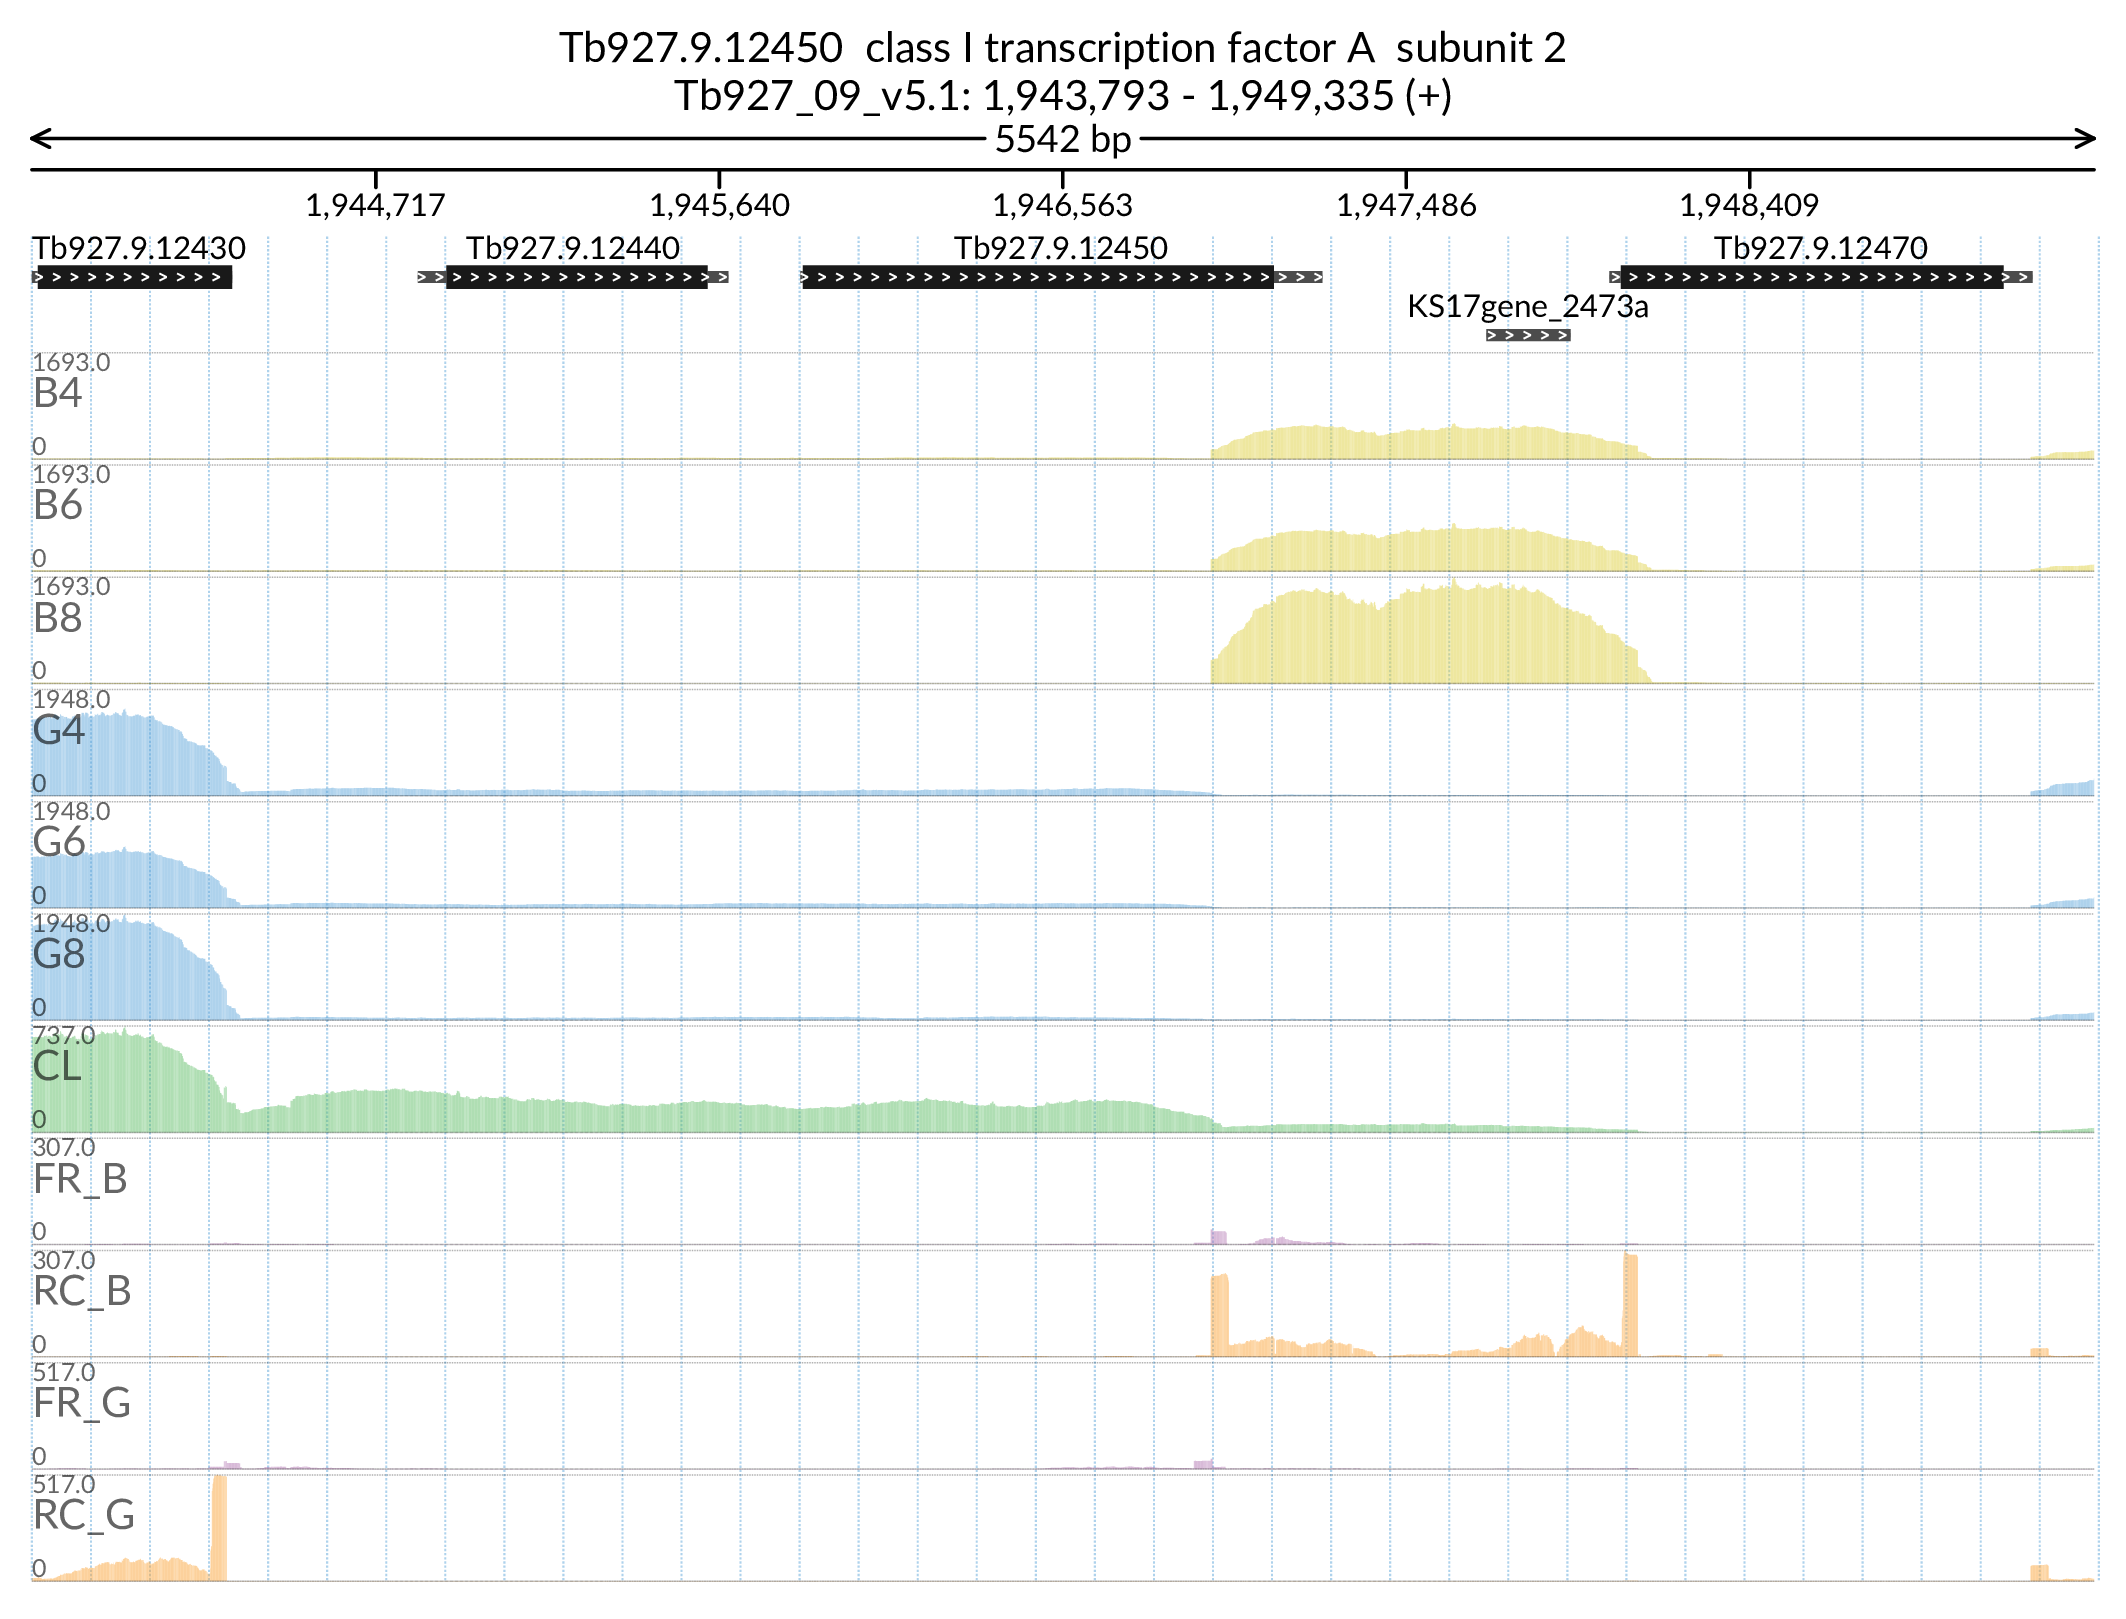 Tb927.9.12450  class I transcription factor A  subunit 2
Tb927_09_v5.1: 1,943,793 - 1,949,335 (+)
5542 bp
1,944,717 1,945,640 1,946,563 1,947,486 1,948,409
Tb927.9.12430 Tb927.9.12440 Tb927.9.12450 Tb927.9.12470
KS17gene_2473a
1693.0
B4
0
1693.0
B6
0
1693.0
B8
0
1948.0
G4
0
1948.0
G6
0
1948.0
G8
0
737.0
CL
0
307.0
FR_B
0
307.0
RC_B
0
517.0
FR_G
0
517.0
RC_G
0